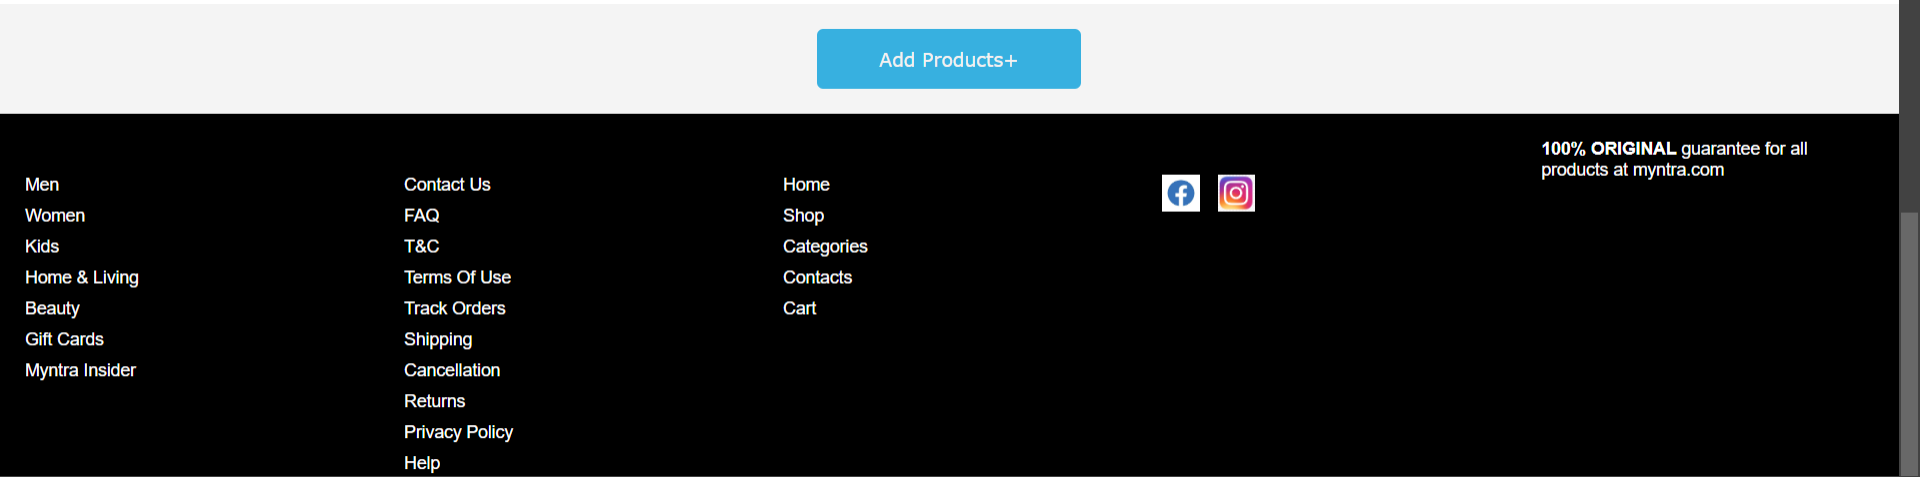 Add Products+
Men
Women
Kids
Home & Living
Beauty
Gift Cards
Myntra Insider
Contact Us
FAQ
T&C
Terms Of Use
Track Orders
Shipping
Cancellation
Returns
Privacy Policy
Help
Home
Shop
Categories
Contacts
Cart
100% ORIGINAL guarantee for all
products at myntra.com